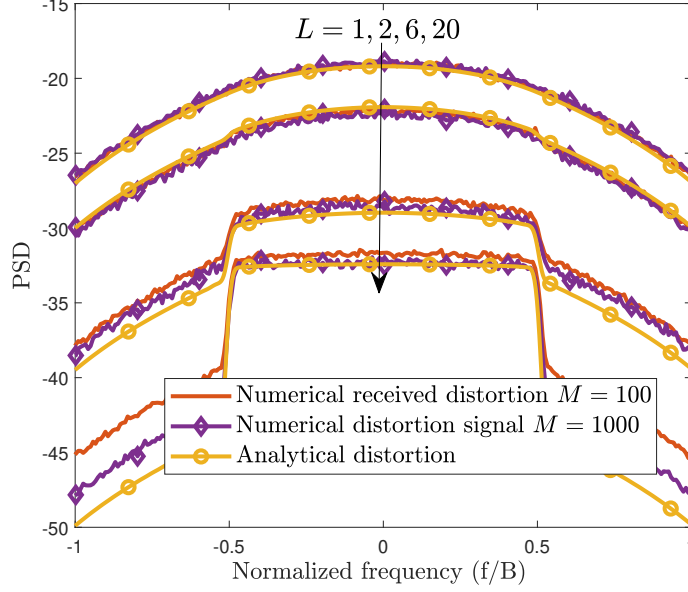 L = 1, 2, 6, 20
-15
-20
-25
-30
-35
-40
-45
-50
PSD
Numerical received distortion M = 100
Numerical distortion signal M = 1000
Analytical distortion
-1
-0.5
0
0.5
Normalized frequency (f/B)